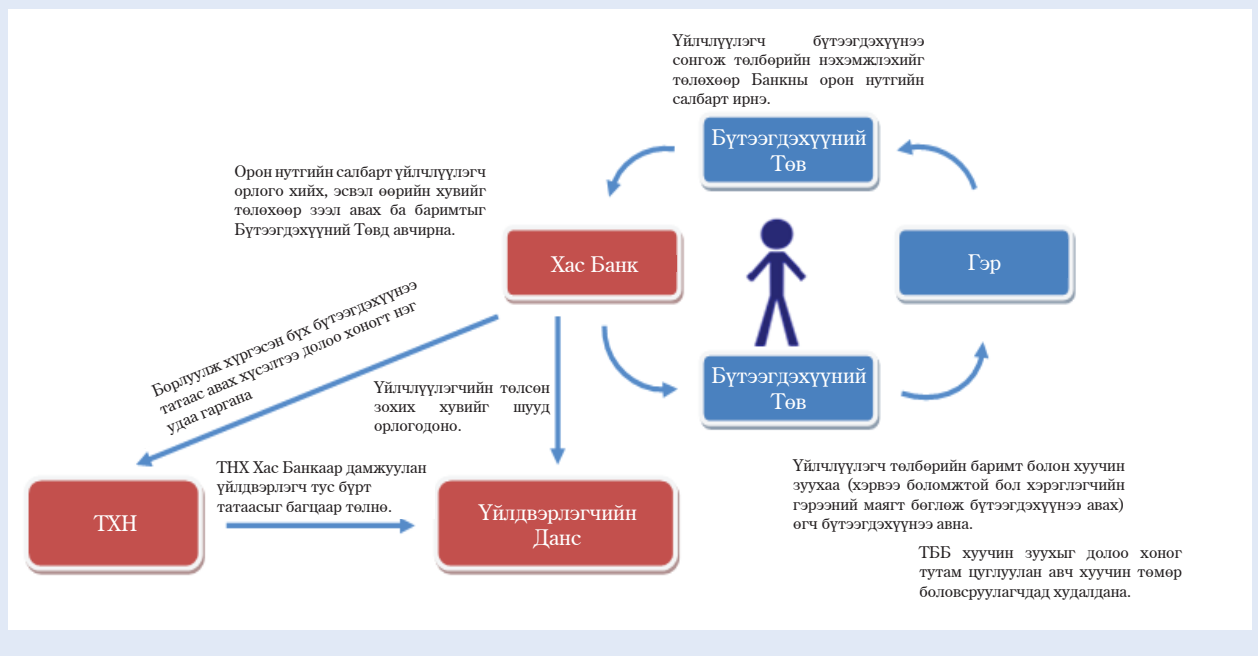 Үйлчлүүлэгч бүтээгдэхүүнээ
сонгож төлбөрийн нэхэмжлэхийг
төлөхөөр Банкны орон нутгийн
салбарт ирнэ.
Бүтээгдэхүүний
Төв
Орон нутгийн салбарт үйлчлүүлэгч
орлого хийх, эсвэл өөрийн хувийг
төлөхөөр зээл авах ба баримтыг
Бүтээгдэхүүний Төвд авчирна.
Хас Банк
Гэр
Борлуулж хүргэсэн бүх бүтээгдэхүүнээ
татаас авах хүсэлтээ долоо хоногт нэг
удаа гаргана
Үйлчлүүлэгчийн төлсөн
зохих хувийг шууд
орлогодоно.
Бүтээгдэхүүний
Төв
ТНХ Хас Банкаар дамжуулан
үйлдвэрлэгч тус бүрт
татаасыг багцаар төлнө.
ТХН
Үйлдвэрлэгчийн
Данс
Үйлчлүүлэгч төлбөрийн баримт болон хуучин
зуухаа (хэрвээ боломжтой бол хэрэглэгчийн
гэрээний маягт бөглөж бүтээгдэхүүнээ авах)
өгч бүтээгдэхүүнээ авна.
ТББ хуучин зуухыг долоо хоног
тутам цуглуулан авч хуучин төмөр
боловсруулагчдад худалдана.